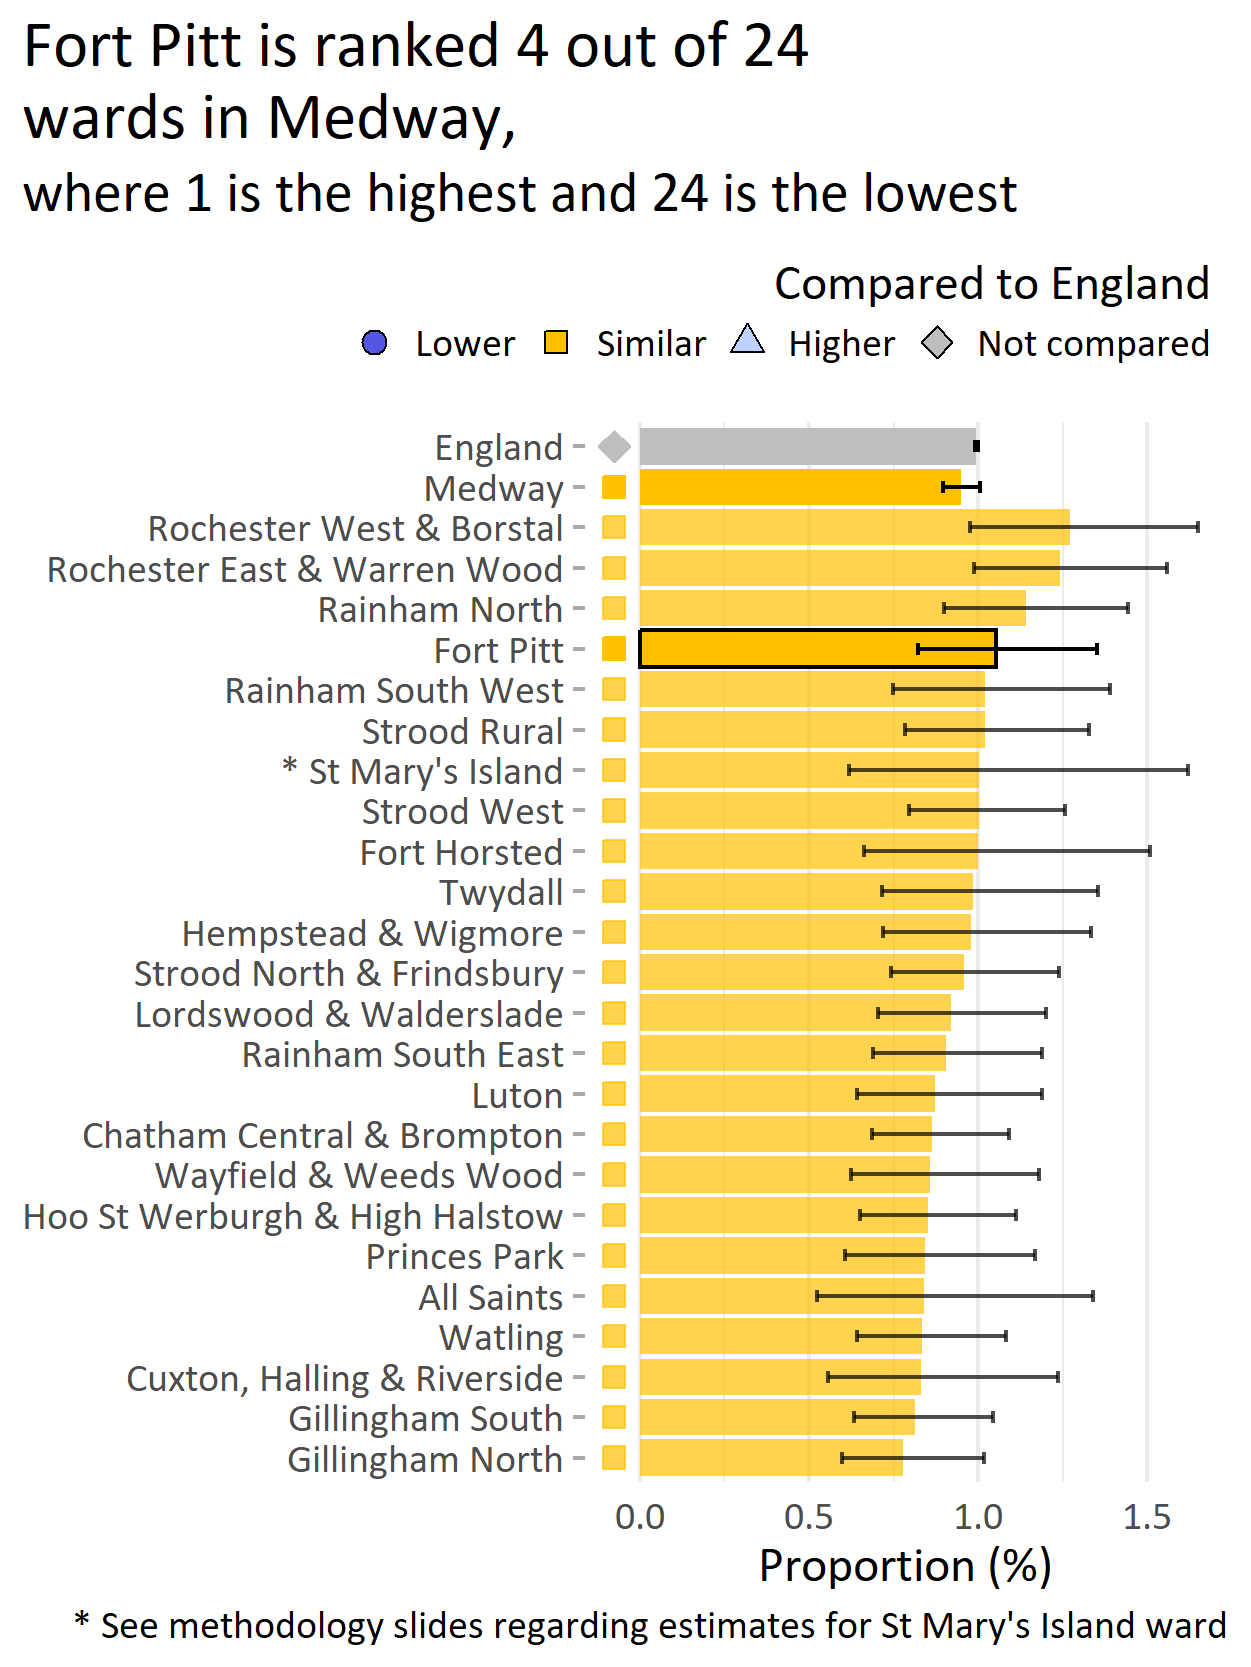 Fort Pitt is ranked 4 out of 24
wards in Medway,
where 1 is the highest and 24 is the lowest
Compared to England
Lower Similar Higher Not compared
England
Medway
Rochester West & Borstal
Rochester East & Warren Wood
Rainham North
Fort Pitt
Rainham South West
Strood Rural
* St Mary's Island
Strood West
Fort Horsted
Twydall
Hempstead & Wigmore
Strood North & Frindsbury
Lordswood & Walderslade
Rainham South East
Luton
Chatham Central & Brompton
Wayfield & Weeds Wood
Hoo St Werburgh & High Halstow
Princes Park
All Saints
Watling
Cuxton, Halling & Riverside
Gillingham South
Gillingham North
0.0 0.5 1.0 1.5
Proportion (%)
* See methodology slides regarding estimates for St Mary's Island ward